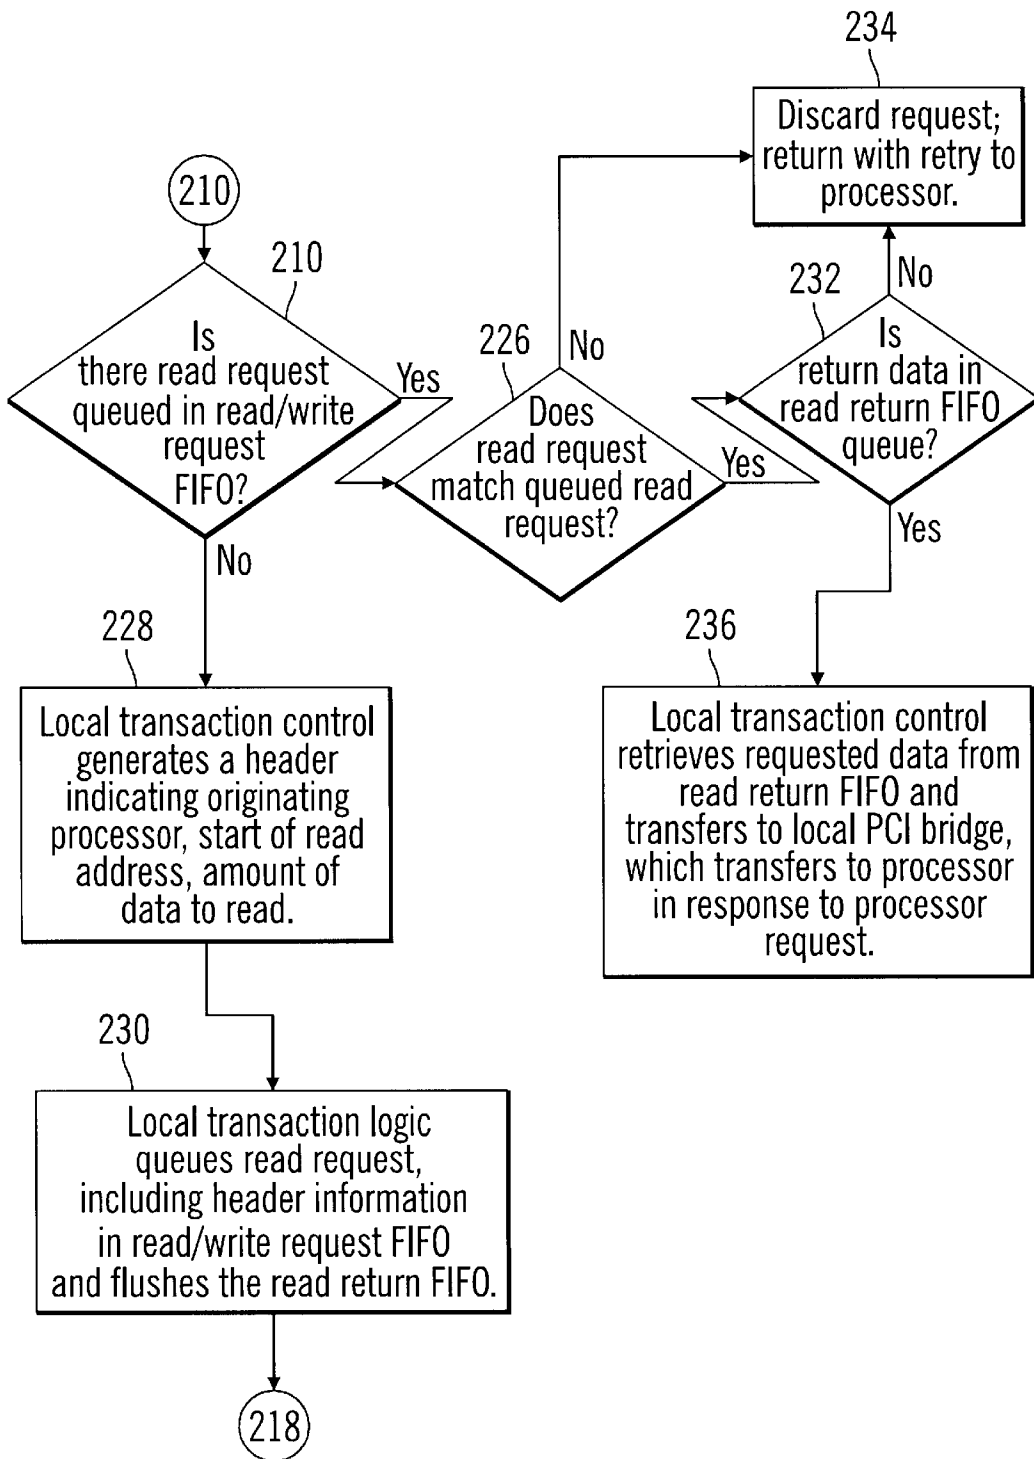 234
Discard request;
return with retry to
processor.
210
210
Is
there read request
queued in read/write
request
FIFO?
Yes
No
226
Does
read request
match queued read
request?
No
Yes
232
Is
return data in
read return FIFO
queue?
No
Yes
228
Local transaction control
generates a header
indicating originating
processor, start of read
address, amount of
data to read.
236
Local transaction control
retrieves requested data from
read return FIFO and
transfers to local PCI bridge,
which transfers to processor
in response to processor
request.
230
Local transaction logic
queues read request,
including header information
in read/write request FIFO
and flushes the read return FIFO.
218